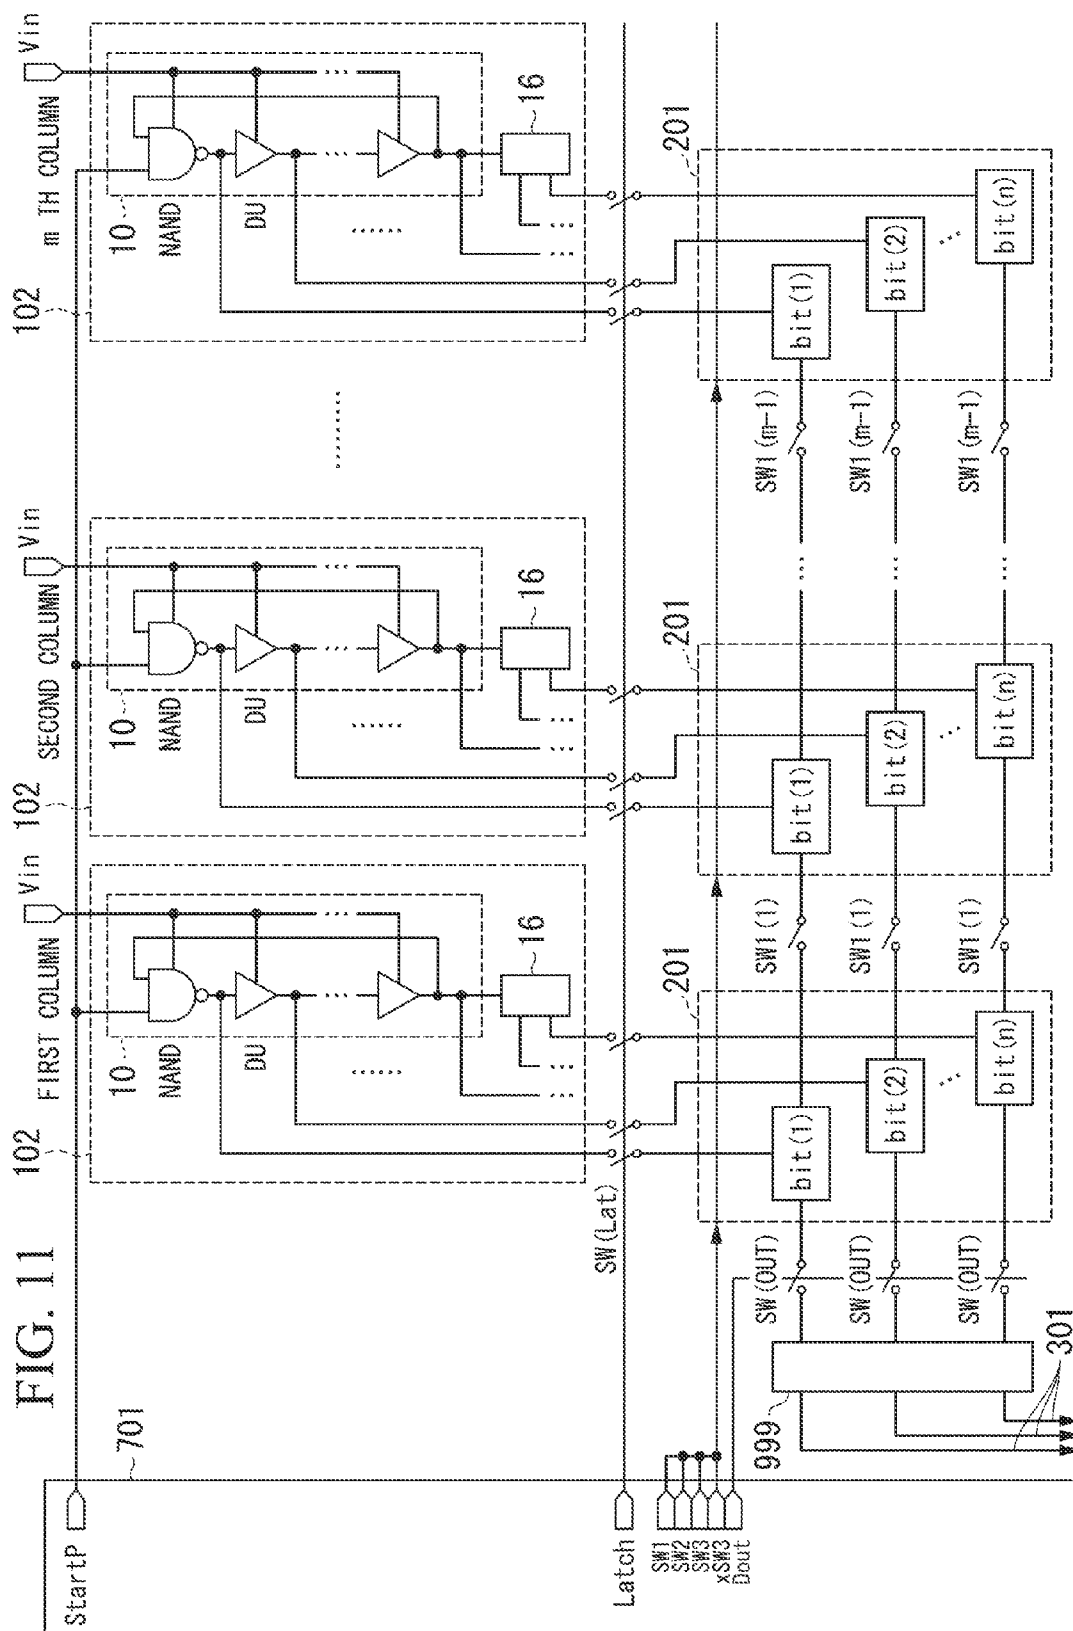 FIG. 11
701
StartP
Latch
SW1
SW2
SW3
xSW3
Dout
FIRST COLUMN
Vin
102
10
NAND
DU
......
...
...
...
16
SW(Lat)
201
bit(1)
bit(2)
...
bit(n)
SW(OUT)
SW(OUT)
SW(OUT)
999
301
SECOND COLUMN
Vin
102
10
NAND
DU
......
...
...
...
16
201
bit(1)
bit(2)
...
bit(n)
SW1(1)
SW1(1)
SW1(1)
.........
...
...
...
m TH COLUMN
Vin
102
10
NAND
DU
......
...
...
...
16
201
bit(1)
bit(2)
...
bit(n)
SW1(m-1)
SW1(m-1)
SW1(m-1)